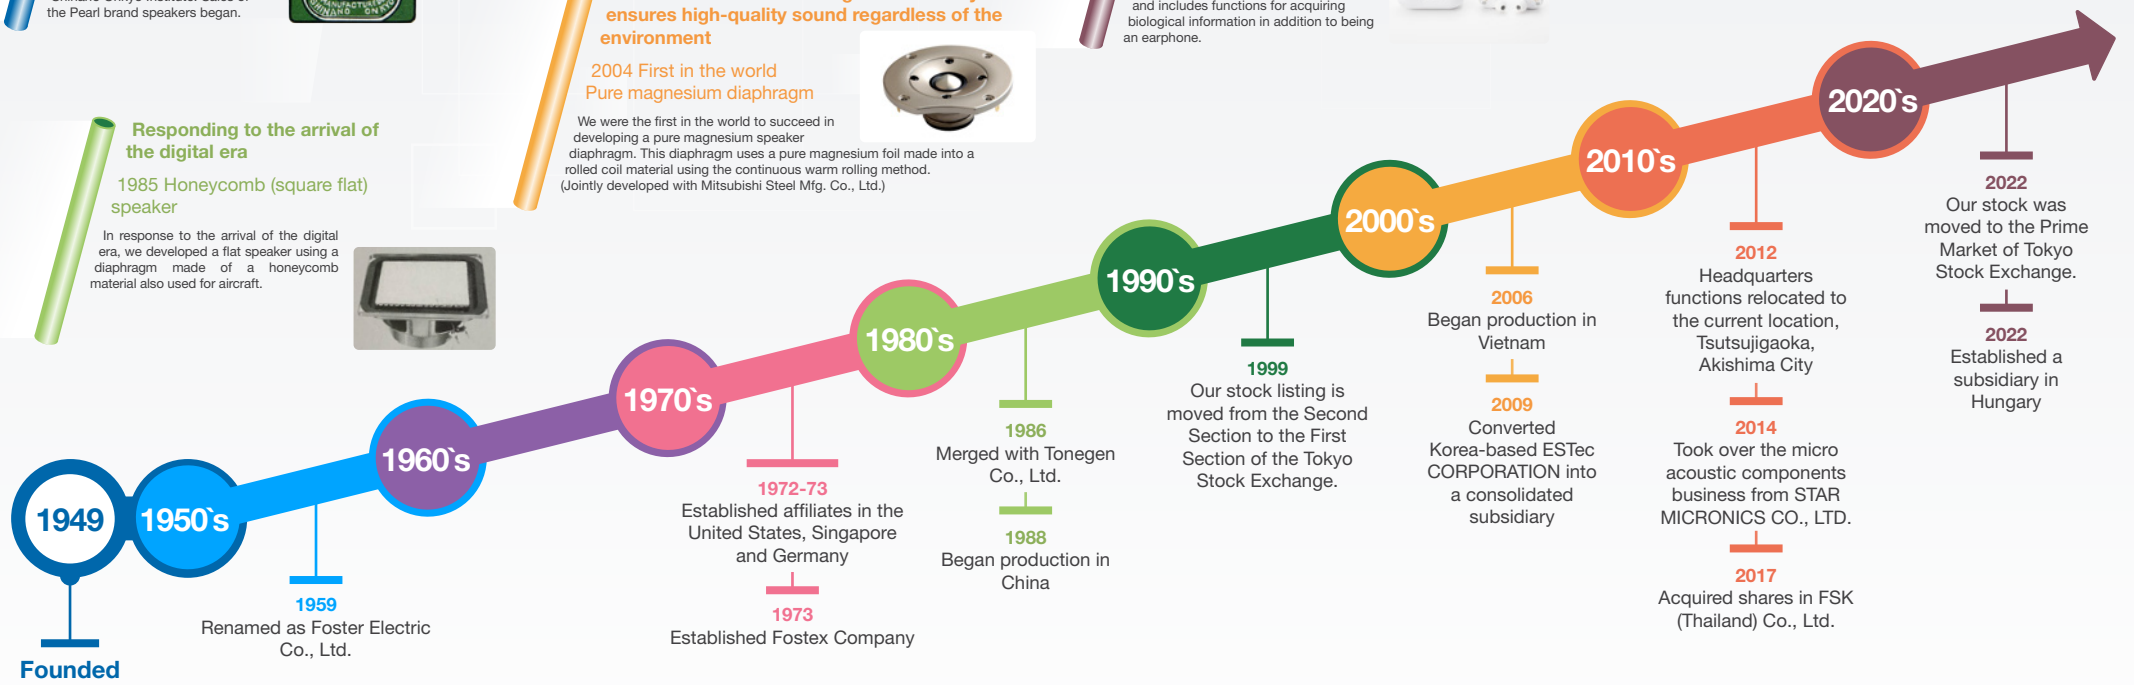 the Pearl brand speakers began.
MANUFACTURED
SHINANO ONKYO
ensures high-quality sound regardless of the
environment
2004 First in the world
Pure magnesium diaphragm
We were the first in the world to succeed in
developing a pure magnesium speaker
diaphragm. This diaphragm uses a pure magnesium foil made into a
rolled coil material using the continuous warm rolling method.
(Jointly developed with Mitsubishi Steel Mfg. Co., Ltd.)
and includes functions for acquiring
biological information in addition to being
an earphone.
Responding to the arrival of
the digital era
1985 Honeycomb (square flat)
speaker
In response to the arrival of the digital
era, we developed a flat speaker using a
diaphragm made of a honeycomb
material also used for aircraft.
1949
Founded
1950`s
1959
Renamed as Foster Electric
Co., Ltd.
1960`s
1970`s
1972-73
Established affiliates in the
United States, Singapore
and Germany
1973
Established Fostex Company
1980`s
1986
Merged with Tonegen
Co., Ltd.
1988
Began production in
China
1990`s
1999
Our stock listing is
moved from the Second
Section to the First
Section of the Tokyo
Stock Exchange.
2000`s
2006
Began production in
Vietnam
2009
Converted
Korea-based ESTec
CORPORATION into
a consolidated
subsidiary
2010`s
2012
Headquarters
functions relocated to
the current location,
Tsutsujigaoka,
Akishima City
2014
Took over the micro
acoustic components
business from STAR
MICRONICS CO., LTD.
2017
Acquired shares in FSK
(Thailand) Co., Ltd.
2020`s
2022
Our stock was
moved to the Prime
Market of Tokyo
Stock Exchange.
2022
Established a
subsidiary in
Hungary